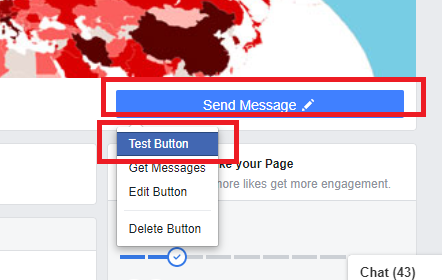 Send Message
Test Button
ke your Page
Get Messages
more likes get more engagement.
Edit Button
Delete Button
Chat (43)